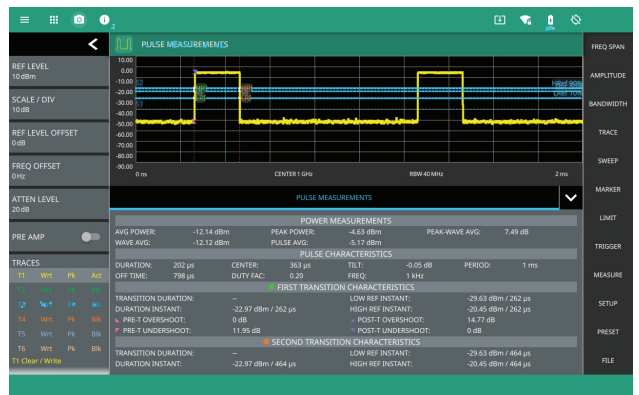 -2
PULSE MEASUREMENTS
REF LEVEL
10 dBm
SCALE / DIV
10 dB
REF LEVEL OFFSET
0 dB
FREQ OFFSET
0 Hz
ATTEN LEVEL
20 dB
PRE AMP
TRACES
T1 Wrt Pk Act
T2 Wrt Pk Blk
T4 Wrt Pk Blk
T5 Wrt Pk Blk
T6 Wrt Pk Blk
T1 Clear / Write
10.00
0.00
-10.00
-20.00
-30.00
-40.00
-50.00
-60.00
-70.00
-80.00
-90.00
0 ns CENTER 1 GHz RBW 40 MHz 2 ms
PULSE MEASUREMENTS
POWER MEASUREMENTS
AVG POWER: -12.14 dBm PEAK POWER: -4.63 dBm PEAK-WAVE AVG: 7.49 dB
WAVE AVG: -12.12 dBm PULSE AVG: -5.17 dBm
PULSE CHARACTERISTICS
DURATION: 202 µs CENTER: 363 µs TILT: -0.05 dB PERIOD: 1 ms
OFF TIME: 798 µs DUTY FAC: 0.20 FREQ: 1 kHz
FIRST TRANSITION CHARACTERISTICS
TRANSITION DURATION: -- LOW REF INSTANT: -29.63 dBm / 262 µs
DURATION INSTANT: -22.97 dBm / 262 µs HIGH REF INSTANT: -20.45 dBm / 262 µs
PRE-T OVERSHOOT: 0 dB POST-T OVERSHOOT: 14.77 dB
PRE-T UNDERSHOOT: 11.95 dB POST-T UNDERSHOOT: 0 dB
SECOND TRANSITION CHARACTERISTICS
TRANSITION DURATION: -- LOW REF INSTANT: -29.63 dBm / 464 µs
DURATION INSTANT: -22.97 dBm / 464 µs HIGH REF INSTANT: -20.45 dBm / 464 µs
FREQ SPAN
AMPLITUDE
BANDWIDTH
TRACE
SWEEP
MARKER
LIMIT
TRIGGER
MEASURE
SETUP
PRESET
FILE